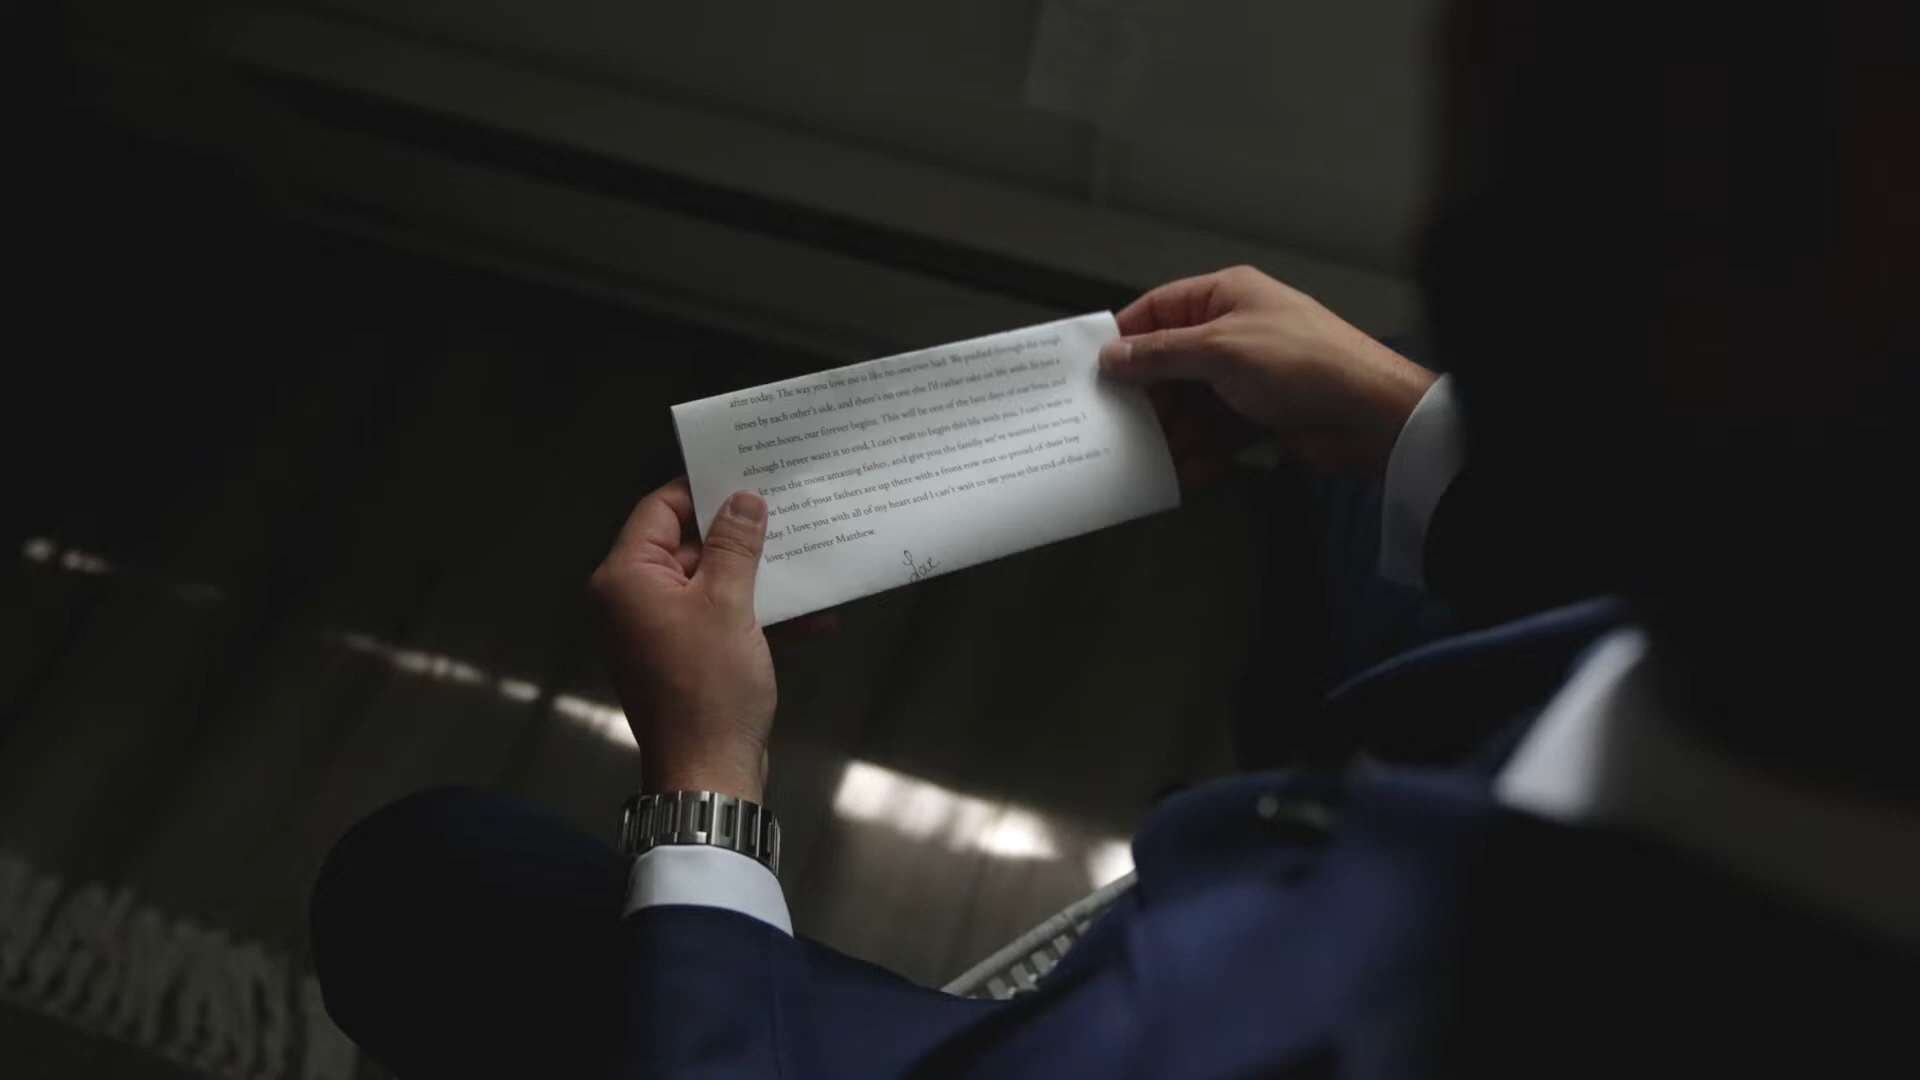 after today. The way you love me is like no one ever had. We pushed through the tough
times by each other's side, and there's no one else I'd rather take on life with. In just a
few short hours, our forever begins. This will be one of the best days of our lives and
although I never want it to end, I can't wait to begin this life with you. I can't wait to
ke you the most amazing father, and give you the family we've wanted for so long. I
w both of your fathers are up there with a front row seat so proud of their boy
oday. I love you with all of my heart and I can't wait to see you at the end of that aisle. I
love you forever Matthew.